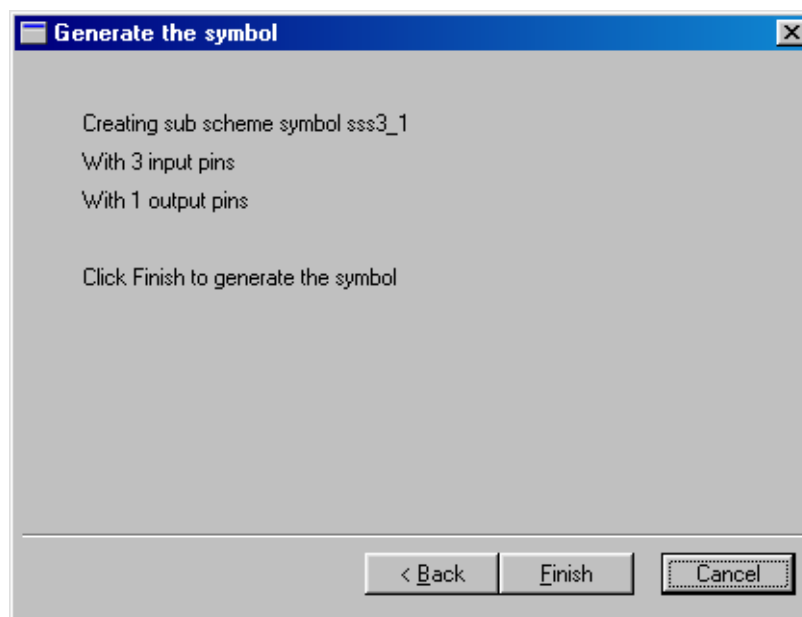 Generate the symbol
Creating sub scheme symbol sss3_1
With 3 input pins
With 1 output pins
Click Finish to generate the symbol
< Back Finish Cancel